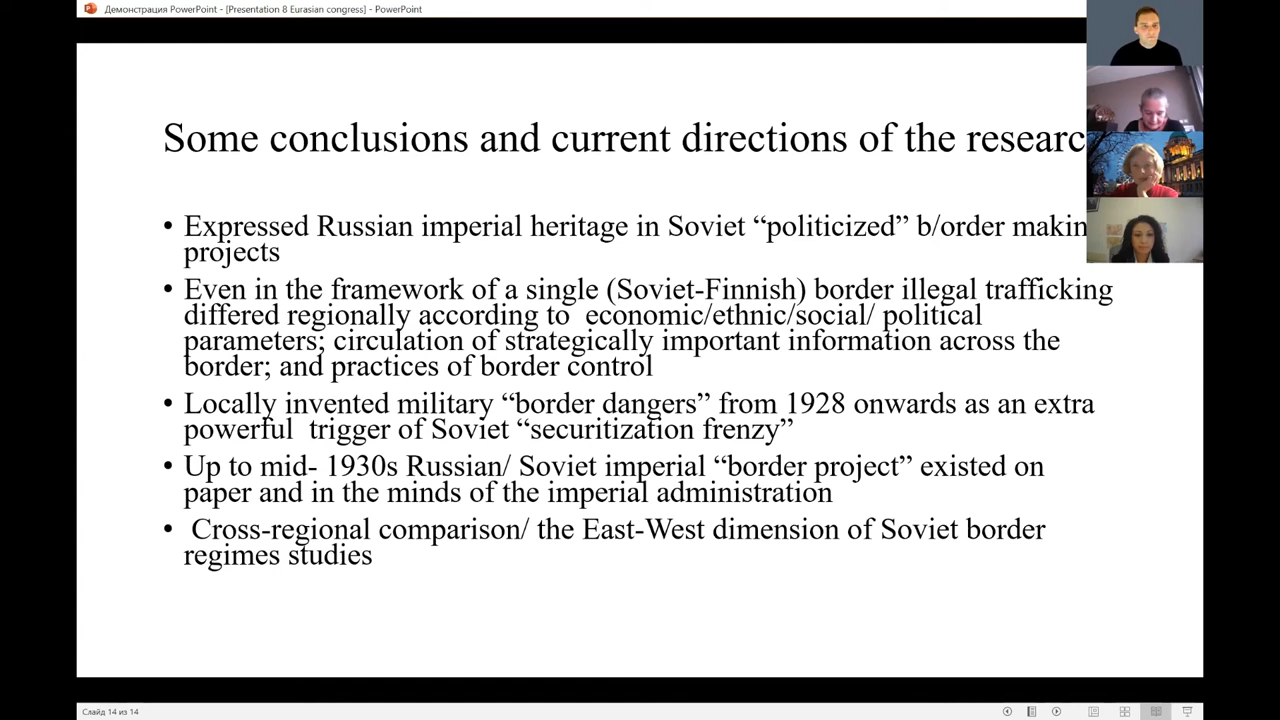 Демонстрация PowerPoint - [Presentation 8 Eurasian congress] - PowerPoint
Some conclusions and current directions of the researc
• Expressed Russian imperial heritage in Soviet “politicized” b/order makin
projects
• Even in the framework of a single (Soviet-Finnish) border illegal trafficking
differed regionally according to economic/ethnic/social/ political
parameters; circulation of strategically important information across the
border; and practices of border control
• Locally invented military “border dangers” from 1928 onwards as an extra
powerful trigger of Soviet “securitization frenzy”
• Up to mid- 1930s Russian/ Soviet imperial “border project” existed on
paper and in the minds of the imperial administration
• Cross-regional comparison/ the East-West dimension of Soviet border
regimes studies
Слайд 14 из 14